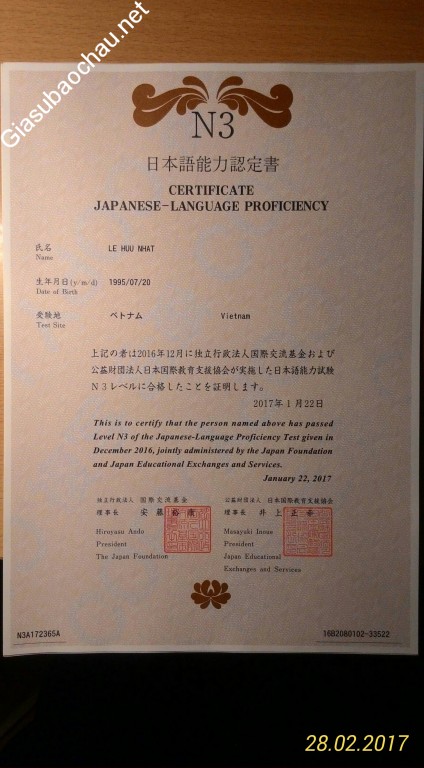 Giasubaochau.net
N3
日本語能力認定書
CERTIFICATE
JAPANESE-LANGUAGE PROFICIENCY
氏名 LE HUU NHAT
Name
生年月日(y/m/d) 1995/07/20
Date of Birth
受験地 ベトナム Vietnam
Test Site
上記の者は2016年12月に独立行政法人国際交流基金および
公益財団法人日本国際教育支援協会が実施した日本語能力試験
N3レベルに合格したことを証明します。
2017年1月22日
This is to certify that the person named above has passed
Level N3 of the Japanese-Language Proficiency Test given in
December 2016, jointly administered by the Japan Foundation
and Japan Educational Exchanges and Services.
January 22, 2017
独立行政法人 国際交流基金
理事長 安藤裕康
Hiroyasu Ando
President
The Japan Foundation
公益財団法人 日本国際教育支援協会
理事長 井上正幸
Masayuki Inoue
President
Japan Educational
Exchanges and Services
N3A172365A 16B2080102-33522
28.02.2017